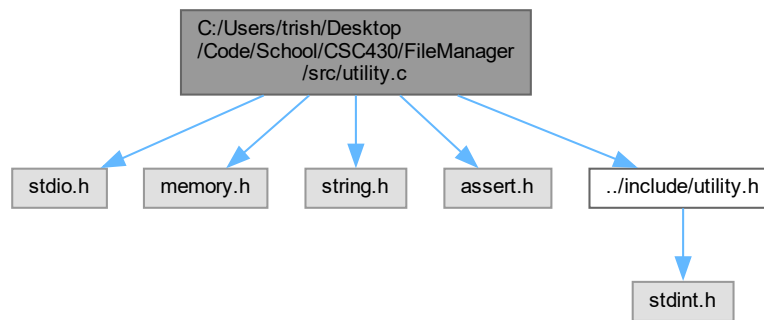 C:/Users/trish/Desktop
/Code/School/CSC430/FileManager
/src/utility.c
stdio.h
memory.h
string.h
assert.h
../include/utility.h
stdint.h